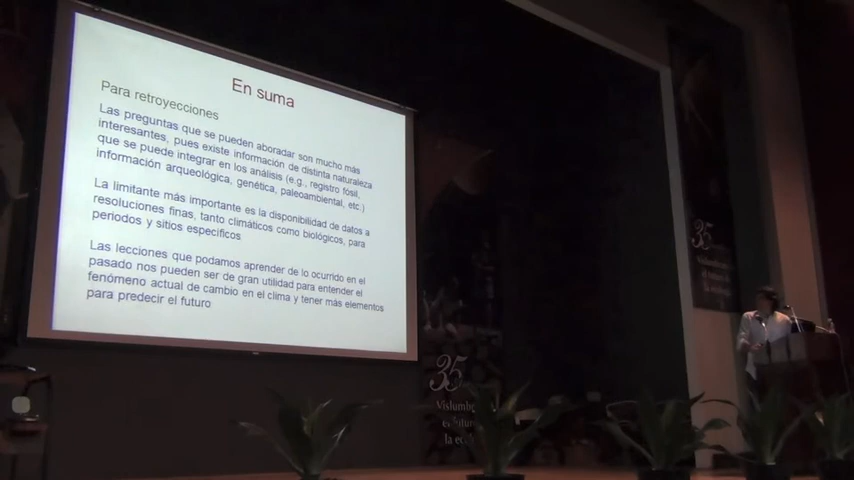 En suma
Para retroyecciones
Las preguntas que se pueden aboradar son mucho más
interesantes, pues existe información de distinta naturaleza
que se puede integrar en los análisis (e.g., registro fósil,
información arqueológica, genética, paleoambiental, etc.)
La limitante más importante es la disponibilidad de datos a
resoluciones finas, tanto climáticos como biológicos, para
periodos y sitios específicos
Las lecciones que podamos aprender de lo ocurrido en el
pasado nos pueden ser de gran utilidad para entender el
fenómeno actual de cambio en el clima y tener más elementos
para predecir el futuro
35
35